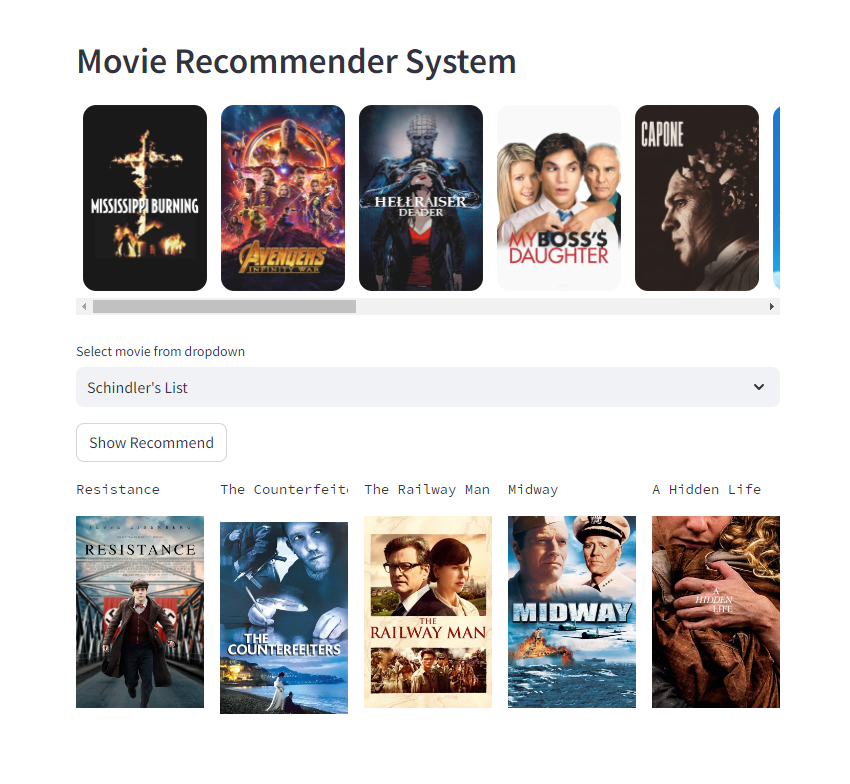 Movie Recommender System
MISSISSIPPI BURNING
AVENGERS
INFINITY WAR
HELLRAISER
DEADER
MY BOSS'$
DAUGHTER
CAPONE
Select movie from dropdown
Schindler's List
Show Recommend
Resistance
The Counterfeite
The Railway Man
Midway
A Hidden Life
RESISTANCE
THE
COUNTERFEITERS
THE
RAILWAY MAN
MIDWAY
A
HIDDEN
LIFE